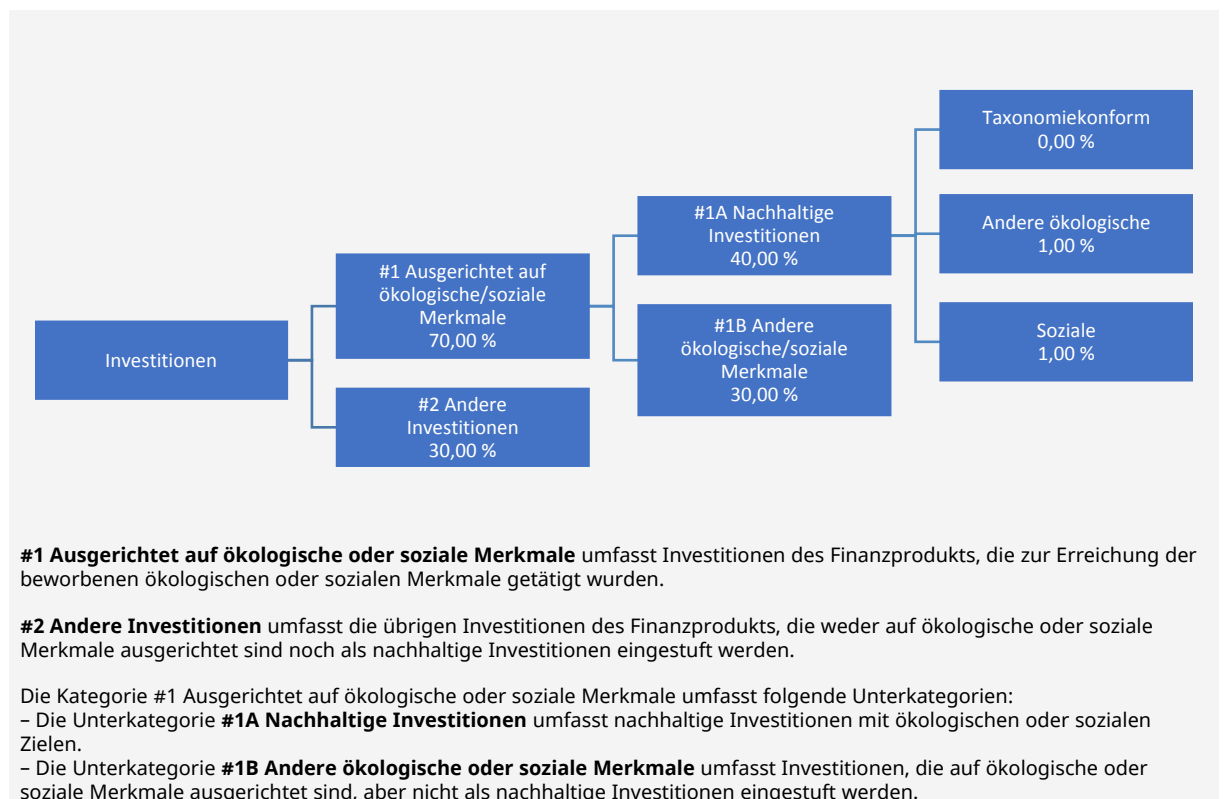 Investitionen
#1 Ausgerichtet auf
ökologische/soziale
Merkmale
70,00 %
#2 Andere
Investitionen
30,00 %
#1A Nachhaltige
Investitionen
40,00 %
#1B Andere
ökologische/soziale
Merkmale
30,00 %
Taxonomiekonform
0,00 %
Andere ökologische
1,00 %
Soziale
1,00 %
#1 Ausgerichtet auf ökologische oder soziale Merkmale umfasst Investitionen des Finanzprodukts, die zur Erreichung der
beworbenen ökologischen oder sozialen Merkmale getätigt wurden.
#2 Andere Investitionen umfasst die übrigen Investitionen des Finanzprodukts, die weder auf ökologische oder soziale
Merkmale ausgerichtet sind noch als nachhaltige Investitionen eingestuft werden.
Die Kategorie #1 Ausgerichtet auf ökologische oder soziale Merkmale umfasst folgende Unterkategorien:
– Die Unterkategorie #1A Nachhaltige Investitionen umfasst nachhaltige Investitionen mit ökologischen oder sozialen
Zielen.
– Die Unterkategorie #1B Andere ökologische oder soziale Merkmale umfasst Investitionen, die auf ökologische oder
soziale Merkmale ausgerichtet sind, aber nicht als nachhaltige Investitionen eingestuft werden.